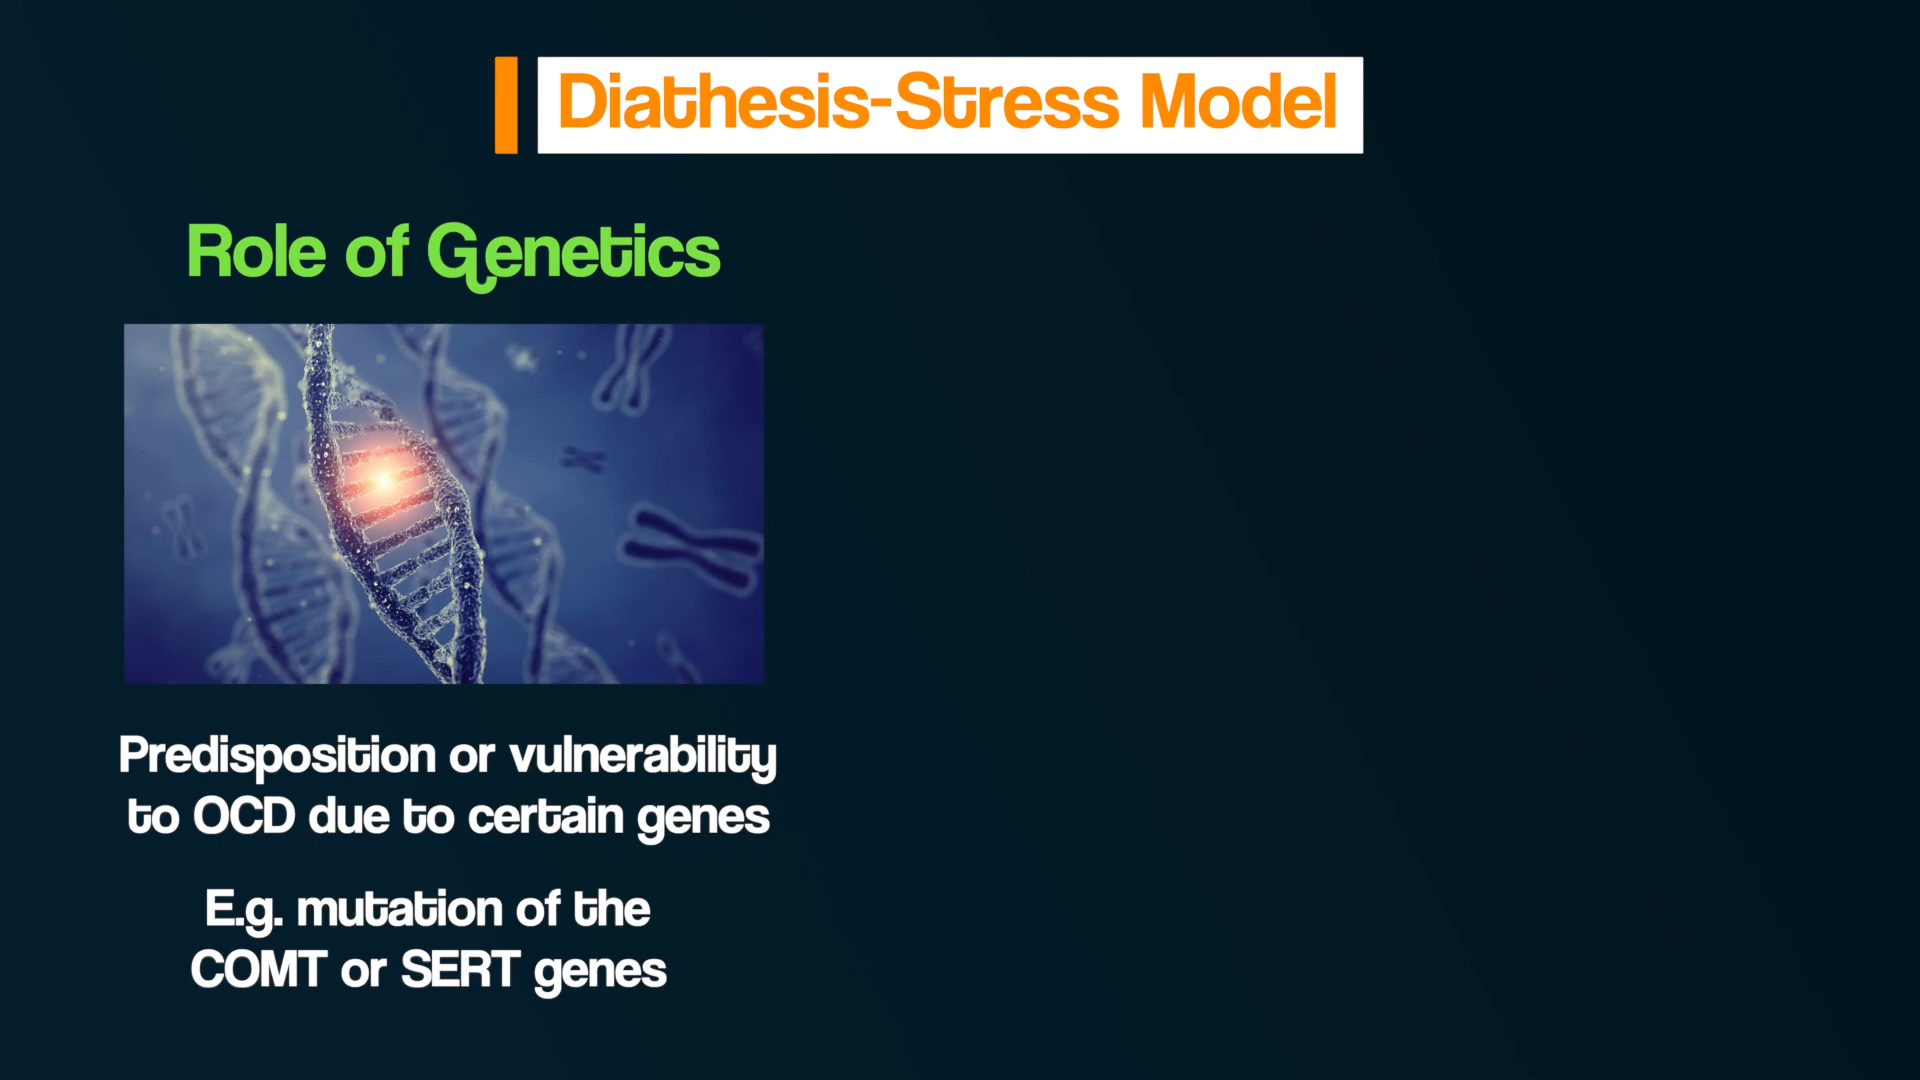 Diathesis-Stress Model
Role of Genetics
Predisposition or vulnerability
to OCD due to certain genes
E.g. mutation of the
COMT or SERT genes